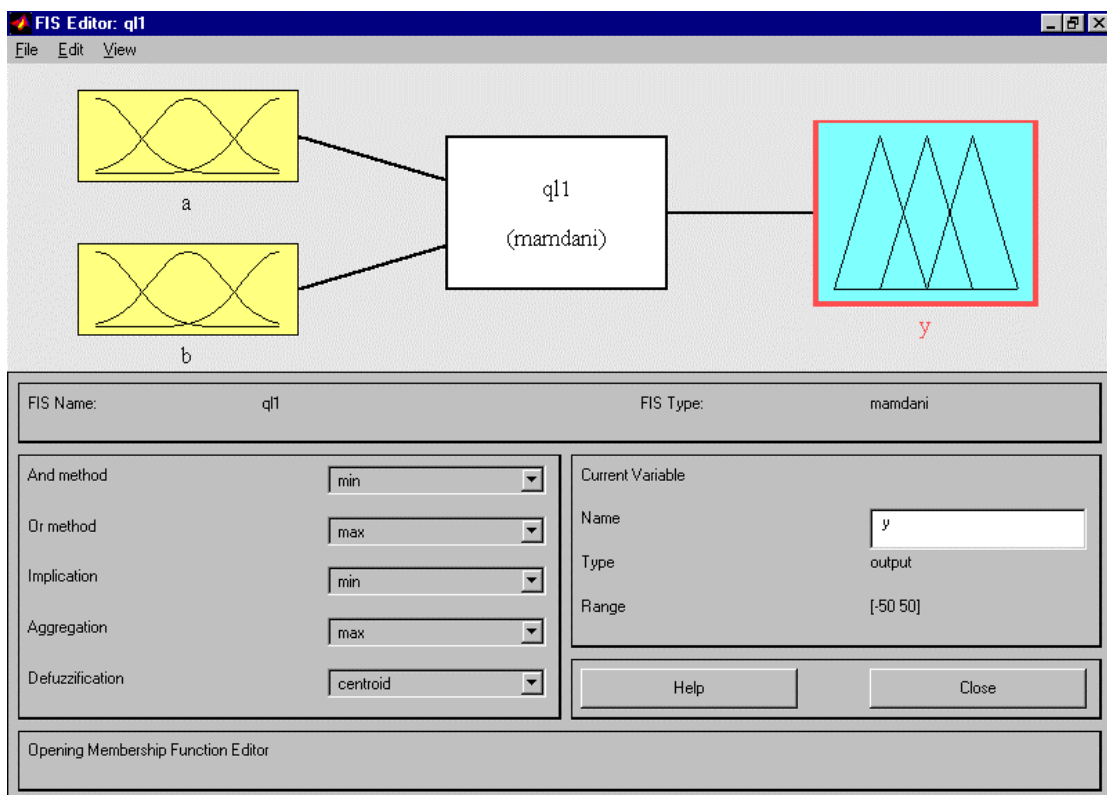 FIS Editor: ql1
File Edit View
a
b
ql1
(mamdani)
y
FIS Name: ql1 FIS Type: mamdani
And method min
Or method max
Implication min
Aggregation max
Defuzzification centroid
Current Variable
Name y
Type output
Range [-50 50]
Help Close
Opening Membership Function Editor